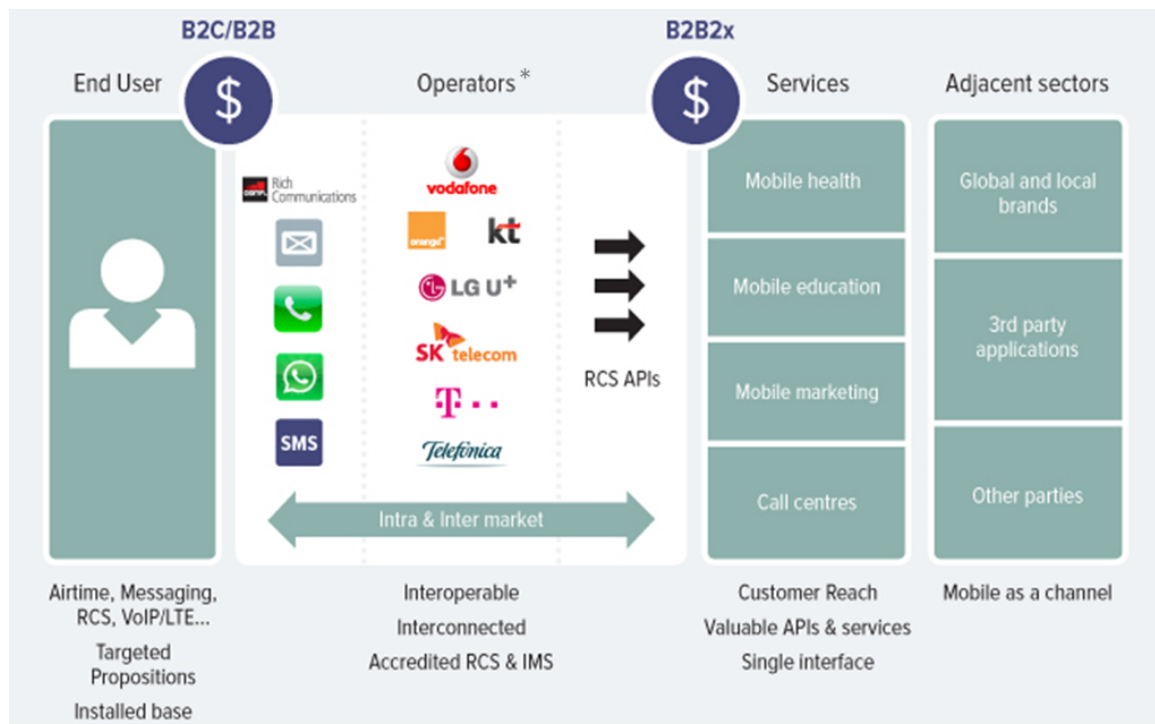 B2C/B2B
B2B2x
$
$
End User
Operators *
Services
Adjacent sectors
Rich
Communications
SMS
vodafone
orange
kt
LG U+
SK telecom
T
Telefónica
RCS APIs
Intra & Inter market
Mobile health
Mobile education
Mobile marketing
Call centres
Global and local
brands
3rd party
applications
Other parties
Airtime, Messaging,
RCS, VoIP/LTE...
Targeted
Propositions
Installed base
Interoperable
Interconnected
Accredited RCS & IMS
Customer Reach
Valuable APIs & services
Single interface
Mobile as a channel